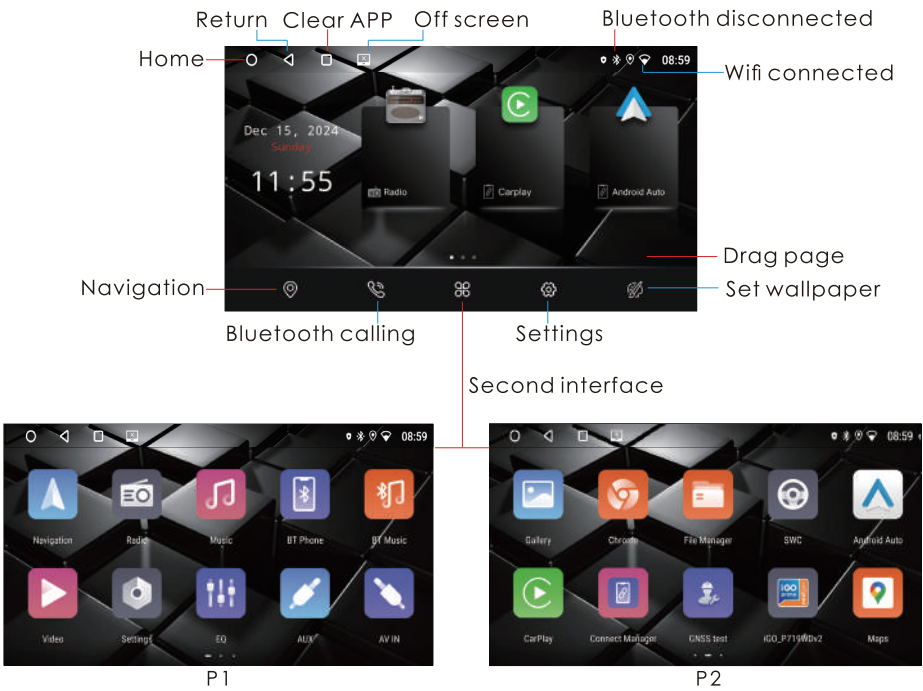 Return Clear APP Off screen Bluetooth disconnected
Home 08:59
Wifi connected
Dec 15, 2024
Sunday
11:55
Radio Carplay Android Auto
Drag page
Navigation Set wallpaper
Bluetooth calling Settings
Second interface
08:59 08:59
Navigation Radio Music BT Phone BT Music
Gallery Chrome File Manager SWC Android Auto
Video Settings EQ AUX AV IN
CarPlay Connect Manager GNSS test iGO_P719WDv2 Maps
P1 P2